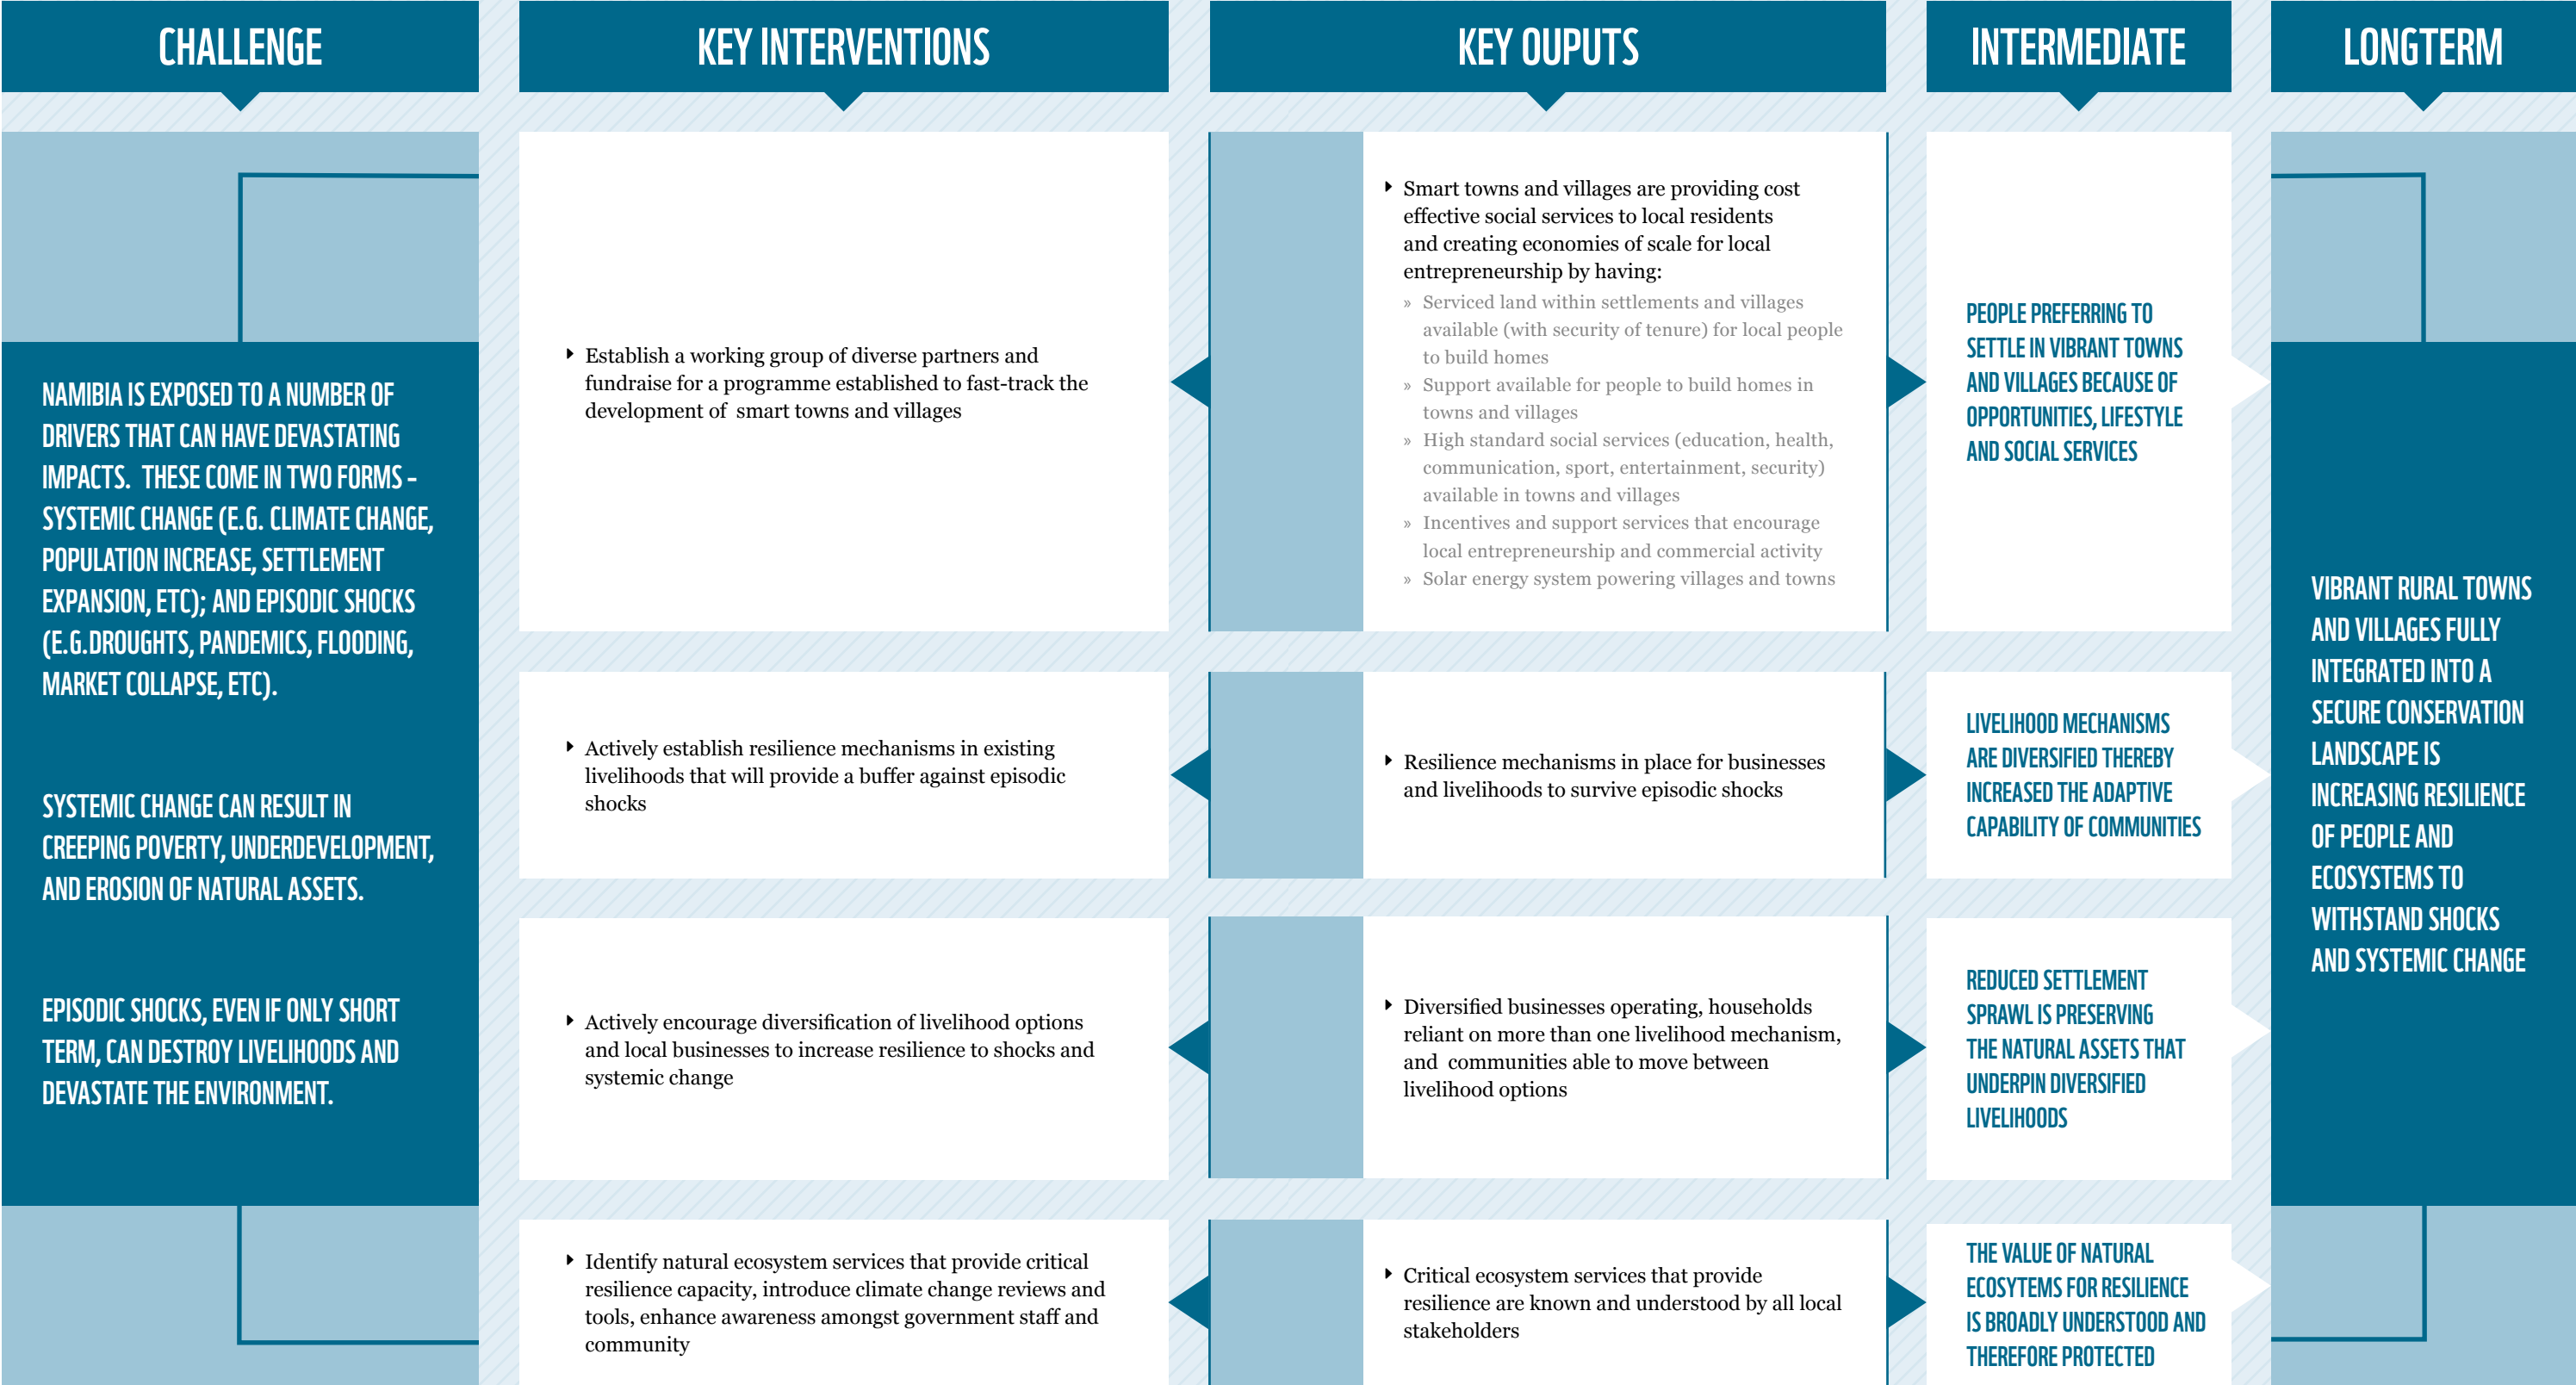 CHALLENGE
KEY INTERVENTIONS
KEY OUPUTS
INTERMEDIATE
LONGTERM
NAMIBIA IS EXPOSED TO A NUMBER OF
DRIVERS THAT CAN HAVE DEVASTATING
IMPACTS.  THESE COME IN TWO FORMS –
SYSTEMIC CHANGE (E.G. CLIMATE CHANGE,
POPULATION INCREASE, SETTLEMENT
EXPANSION, ETC); AND EPISODIC SHOCKS
(E.G.DROUGHTS, PANDEMICS, FLOODING,
MARKET COLLAPSE, ETC).
SYSTEMIC CHANGE CAN RESULT IN
CREEPING POVERTY, UNDERDEVELOPMENT,
AND EROSION OF NATURAL ASSETS.
EPISODIC SHOCKS, EVEN IF ONLY SHORT
TERM, CAN DESTROY LIVELIHOODS AND
DEVASTATE THE ENVIRONMENT.
Establish a working group of diverse partners and
fundraise for a programme established to fast-track the
development of  smart towns and villages
Smart towns and villages are providing cost
effective social services to local residents
and creating economies of scale for local
entrepreneurship by having:
» Serviced land within settlements and villages
available (with security of tenure) for local people
to build homes
» Support available for people to build homes in
towns and villages
» High standard social services (education, health,
communication, sport, entertainment, security)
available in towns and villages
» Incentives and support services that encourage
local entrepreneurship and commercial activity
» Solar energy system powering villages and towns
PEOPLE PREFERRING TO
SETTLE IN VIBRANT TOWNS
AND VILLAGES BECAUSE OF
OPPORTUNITIES, LIFESTYLE
AND SOCIAL SERVICES
Actively establish resilience mechanisms in existing
livelihoods that will provide a buffer against episodic
shocks
Resilience mechanisms in place for businesses
and livelihoods to survive episodic shocks
LIVELIHOOD MECHANISMS
ARE DIVERSIFIED THEREBY
INCREASED THE ADAPTIVE
CAPABILITY OF COMMUNITIES
Actively encourage diversification of livelihood options
and local businesses to increase resilience to shocks and
systemic change
Diversified businesses operating, households
reliant on more than one livelihood mechanism,
and  communities able to move between
livelihood options
REDUCED SETTLEMENT
SPRAWL IS PRESERVING
THE NATURAL ASSETS THAT
UNDERPIN DIVERSIFIED
LIVELIHOODS
Identify natural ecosystem services that provide critical
resilience capacity, introduce climate change reviews and
tools, enhance awareness amongst government staff and
community
Critical ecosystem services that provide
resilience are known and understood by all local
stakeholders
THE VALUE OF NATURAL
ECOSYTEMS FOR RESILIENCE
IS BROADLY UNDERSTOOD AND
THEREFORE PROTECTED
VIBRANT RURAL TOWNS
AND VILLAGES FULLY
INTEGRATED INTO A
SECURE CONSERVATION
LANDSCAPE IS
INCREASING RESILIENCE
OF PEOPLE AND
ECOSYSTEMS TO
WITHSTAND SHOCKS
AND SYSTEMIC CHANGE